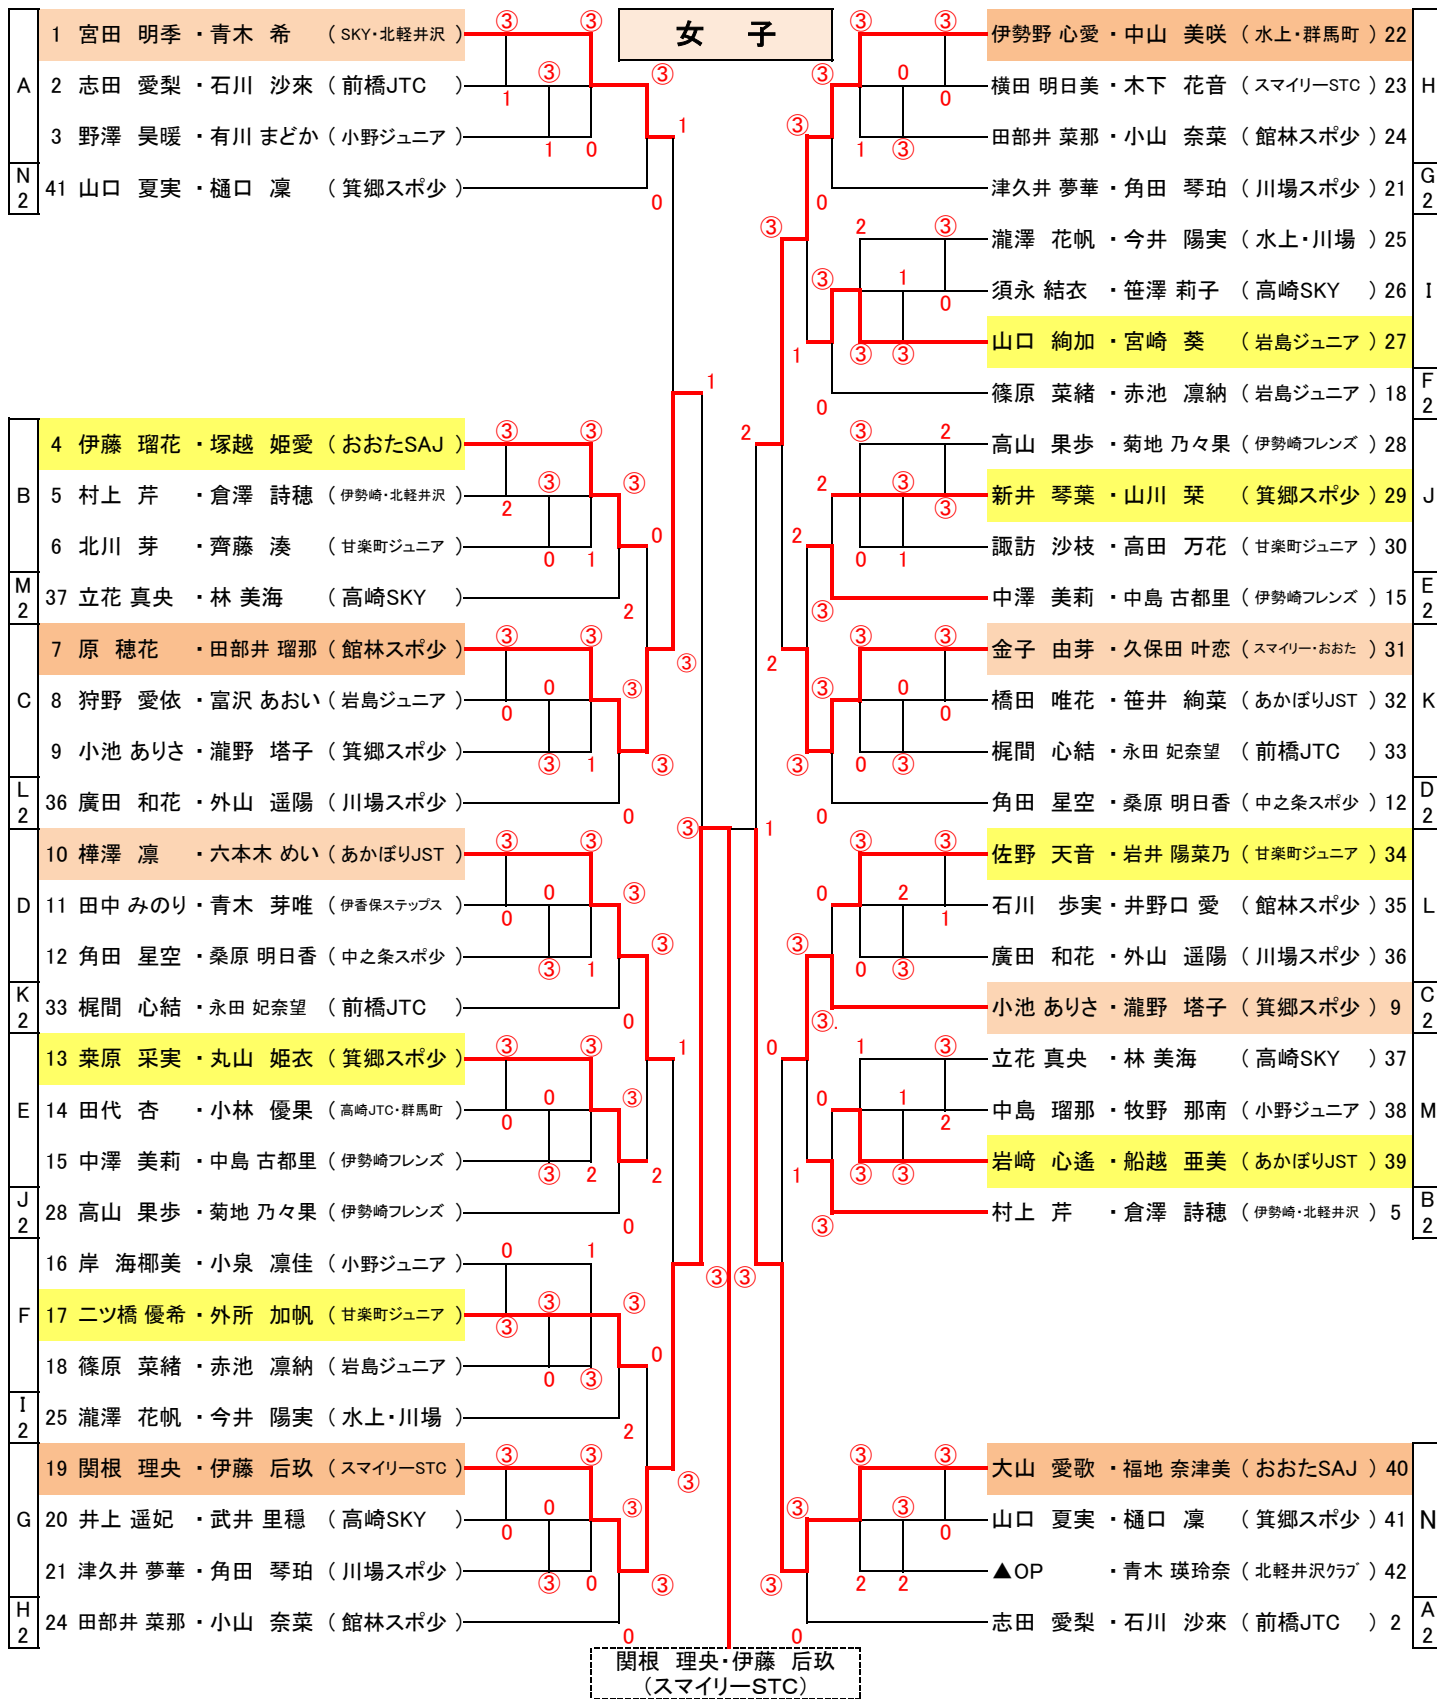 女 子
A
1 宮田 明季 ・青木 希 （ SKY・北軽井沢 ）
2 志田 愛梨 ・石川 沙來 （ 前橋JTC ）
3 野澤 昊暖 ・有川 まどか （ 小野ジュニア ）
N2 41 山口 夏実 ・樋口 凜 （ 箕郷スポ少 ）
B
4 伊藤 瑠花 ・塚越 姫愛 （ おおたSAJ ）
5 村上 芹 ・倉澤 詩穂 （ 伊勢崎・北軽井沢 ）
6 北川 芽 ・齊藤 湊 （ 甘楽町ジュニア ）
M2 37 立花 真央 ・林 美海 （ 高崎SKY ）
C
7 原 穂花 ・田部井 瑠那 （ 館林スポ少 ）
8 狩野 愛依 ・富沢 あおい （ 岩島ジュニア ）
9 小池 ありさ ・瀧野 塔子 （ 箕郷スポ少 ）
L2 36 廣田 和花 ・外山 遥陽 （ 川場スポ少 ）
D
10 樺澤 凛 ・六本木 めい （ あかぼりJST ）
11 田中 みのり ・青木 芽唯 （ 伊香保ステップス ）
12 角田 星空 ・桑原 明日香 （ 中之条スポ少 ）
K2 33 梶間 心結 ・永田 妃奈望 （ 前橋JTC ）
E
13 桒原 采実 ・丸山 姫衣 （ 箕郷スポ少 ）
14 田代 杏 ・小林 優果 （ 高崎JTC・群馬町 ）
15 中澤 美莉 ・中島 古都里 （ 伊勢崎フレンズ ）
J2 28 高山 果歩 ・菊地 乃々果 （ 伊勢崎フレンズ ）
F
16 岸 海椰美 ・小泉 凛佳 （ 小野ジュニア ）
17 二ツ橋 優希 ・外所 加帆 （ 甘楽町ジュニア ）
18 篠原 菜緒 ・赤池 凛納 （ 岩島ジュニア ）
I2 25 瀧澤 花帆 ・今井 陽実 （ 水上・川場 ）
G
19 関根 理央 ・伊藤 后玖 （ スマイリーSTC ）
20 井上 遥妃 ・武井 里穏 （ 高崎SKY ）
21 津久井 夢華 ・角田 琴珀 （ 川場スポ少 ）
H2 24 田部井 菜那 ・小山 奈菜 （ 館林スポ少 ）
H
伊勢野 心愛 ・中山 美咲 （ 水上・群馬町 ） 22
横田 明日美 ・木下 花音 （ スマイリーSTC ） 23
田部井 菜那 ・小山 奈菜 （ 館林スポ少 ） 24
津久井 夢華 ・角田 琴珀 （ 川場スポ少 ） 21 G2
I
瀧澤 花帆 ・今井 陽実 （ 水上・川場 ） 25
須永 結衣 ・笹澤 莉子 （ 高崎SKY ） 26
山口 絢加 ・宮崎 葵 （ 岩島ジュニア ） 27
篠原 菜緒 ・赤池 凛納 （ 岩島ジュニア ） 18 F2
J
高山 果歩 ・菊地 乃々果 （ 伊勢崎フレンズ ） 28
新井 琴葉 ・山川 栞 （ 箕郷スポ少 ） 29
諏訪 沙枝 ・高田 万花 （ 甘楽町ジュニア ） 30
中澤 美莉 ・中島 古都里 （ 伊勢崎フレンズ ） 15 E2
K
金子 由芽 ・久保田 叶恋 （ スマイリー・おおた ） 31
橋田 唯花 ・笹井 絢菜 （ あかぼりJST ） 32
梶間 心結 ・永田 妃奈望 （ 前橋JTC ） 33
角田 星空 ・桑原 明日香 （ 中之条スポ少 ） 12 D2
L
佐野 天音 ・岩井 陽菜乃 （ 甘楽町ジュニア ） 34
石川 歩実 ・井野口 愛 （ 館林スポ少 ） 35
廣田 和花 ・外山 遥陽 （ 川場スポ少 ） 36
小池 ありさ ・瀧野 塔子 （ 箕郷スポ少 ） 9 C2
M
立花 真央 ・林 美海 （ 高崎SKY ） 37
中島 瑠那 ・牧野 那南 （ 小野ジュニア ） 38
岩﨑 心遙 ・船越 亜美 （ あかぼりJST ） 39
村上 芹 ・倉澤 詩穂 （ 伊勢崎・北軽井沢 ） 5 B2
N
大山 愛歌 ・福地 奈津美 （ おおたSAJ ） 40
山口 夏実 ・樋口 凜 （ 箕郷スポ少 ） 41
▲OP ・青木 瑛玲奈 （ 北軽井沢クラブ ） 42
志田 愛梨 ・石川 沙來 （ 前橋JTC ） 2 A2
関根 理央・伊藤 后玖
（スマイリーSTC）